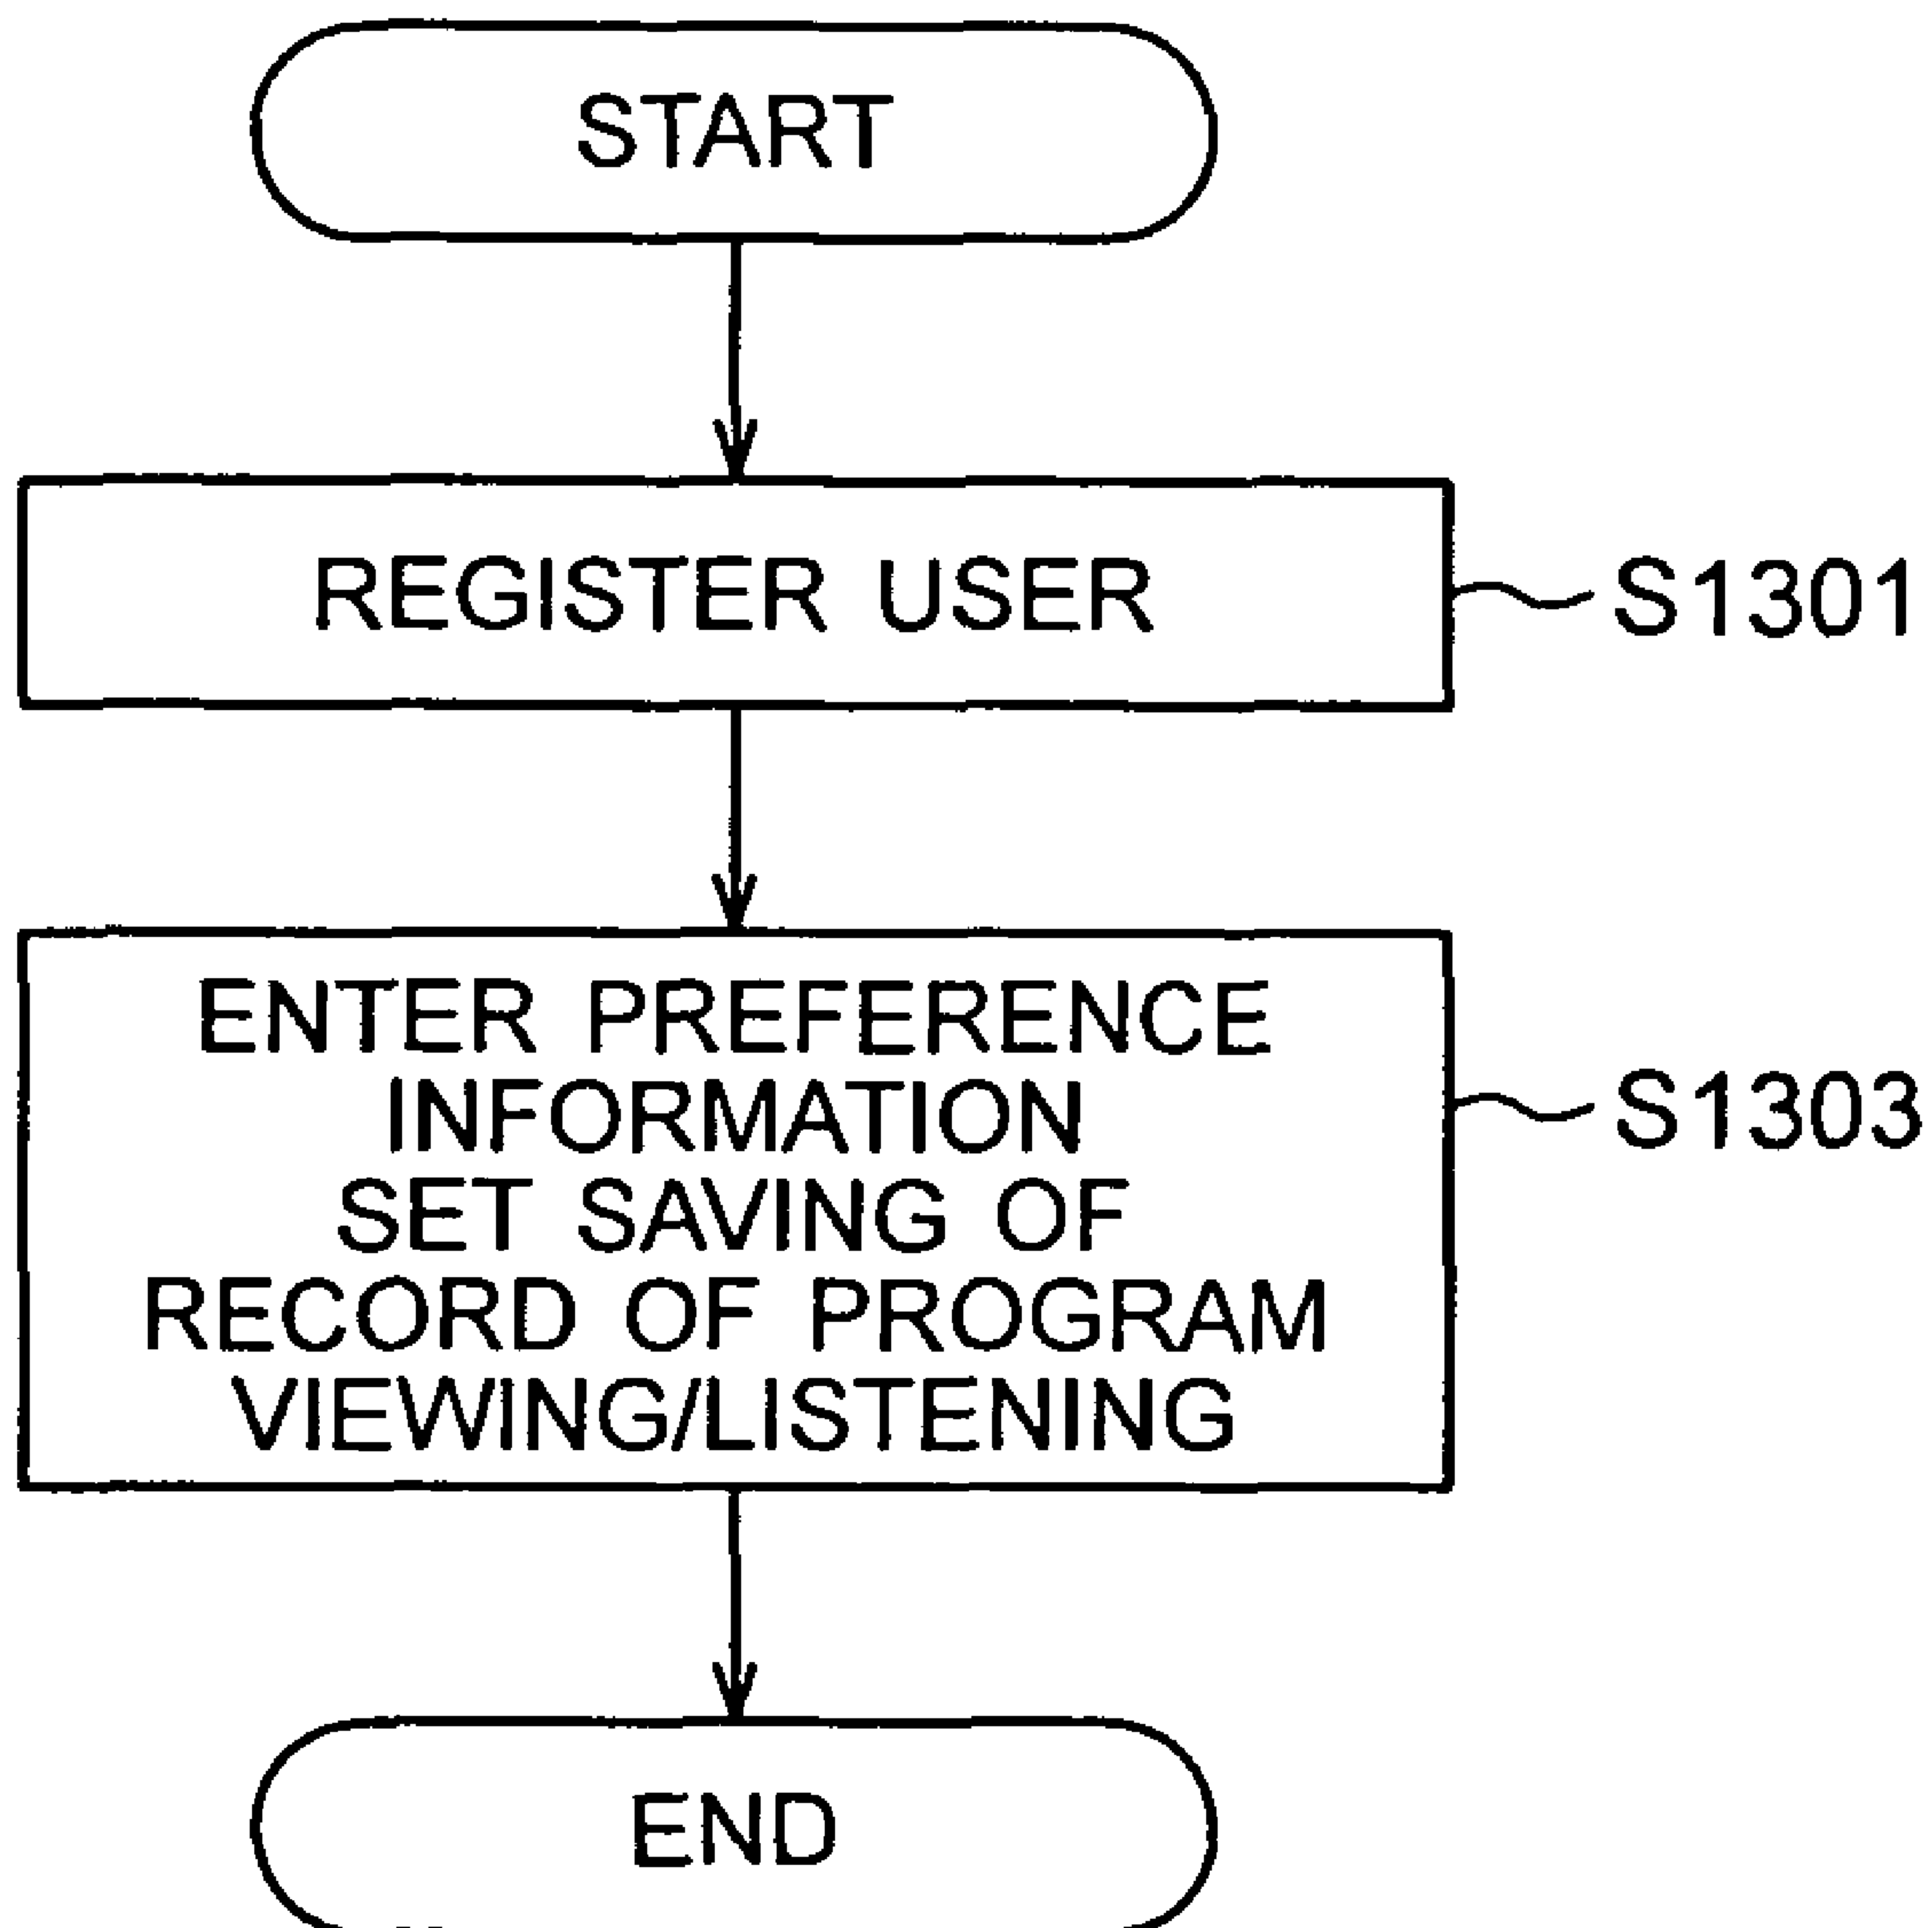 START
REGISTER USER
S1301
ENTER PREFERENCE
INFORMATION
S1303
SET SAVING OF
RECORD OF PROGRAM
VIEWING/LISTENING
END